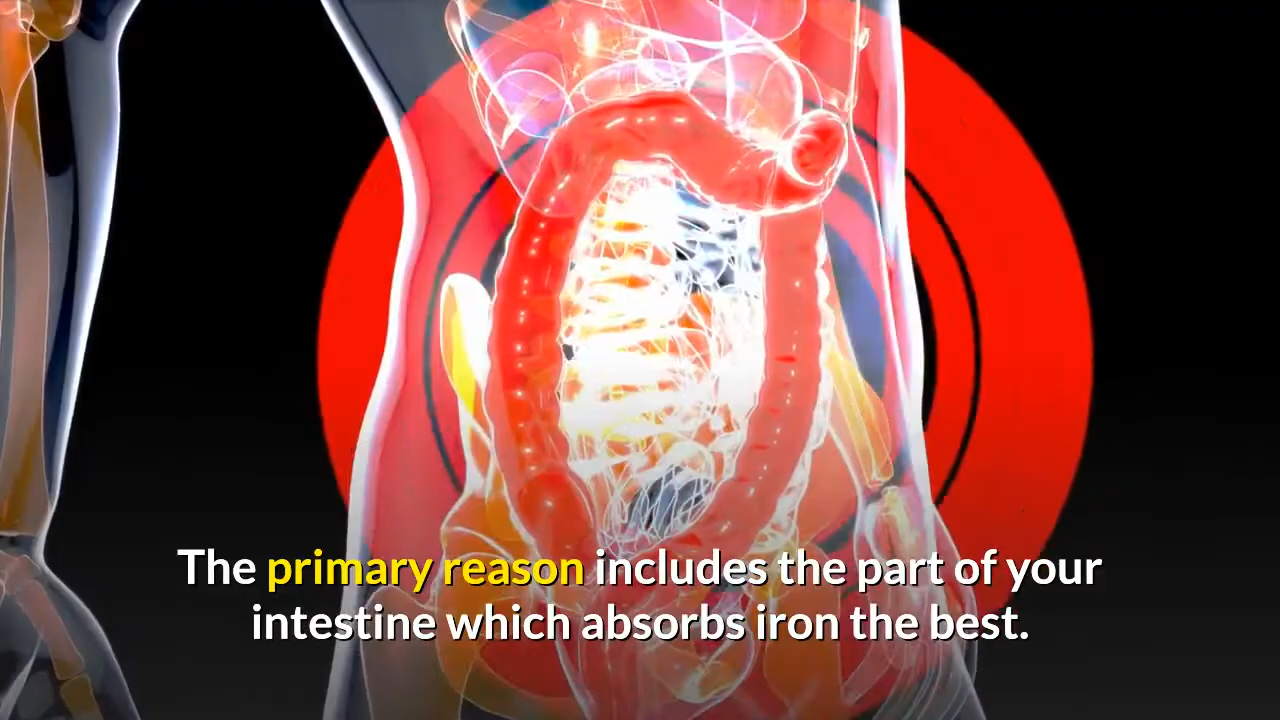 The primary reason includes the part of your
intestine which absorbs iron the best.